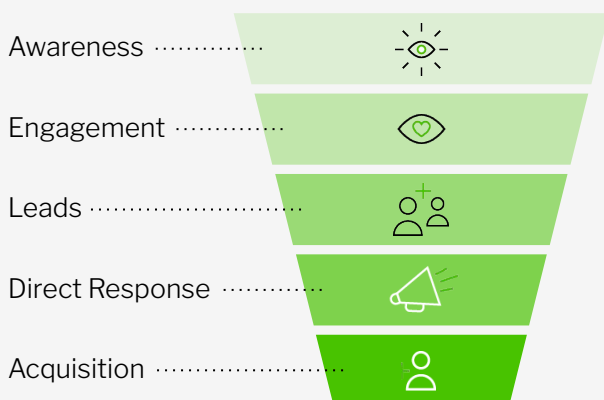 Awareness
Engagement
Leads
Direct Response
Acquisition